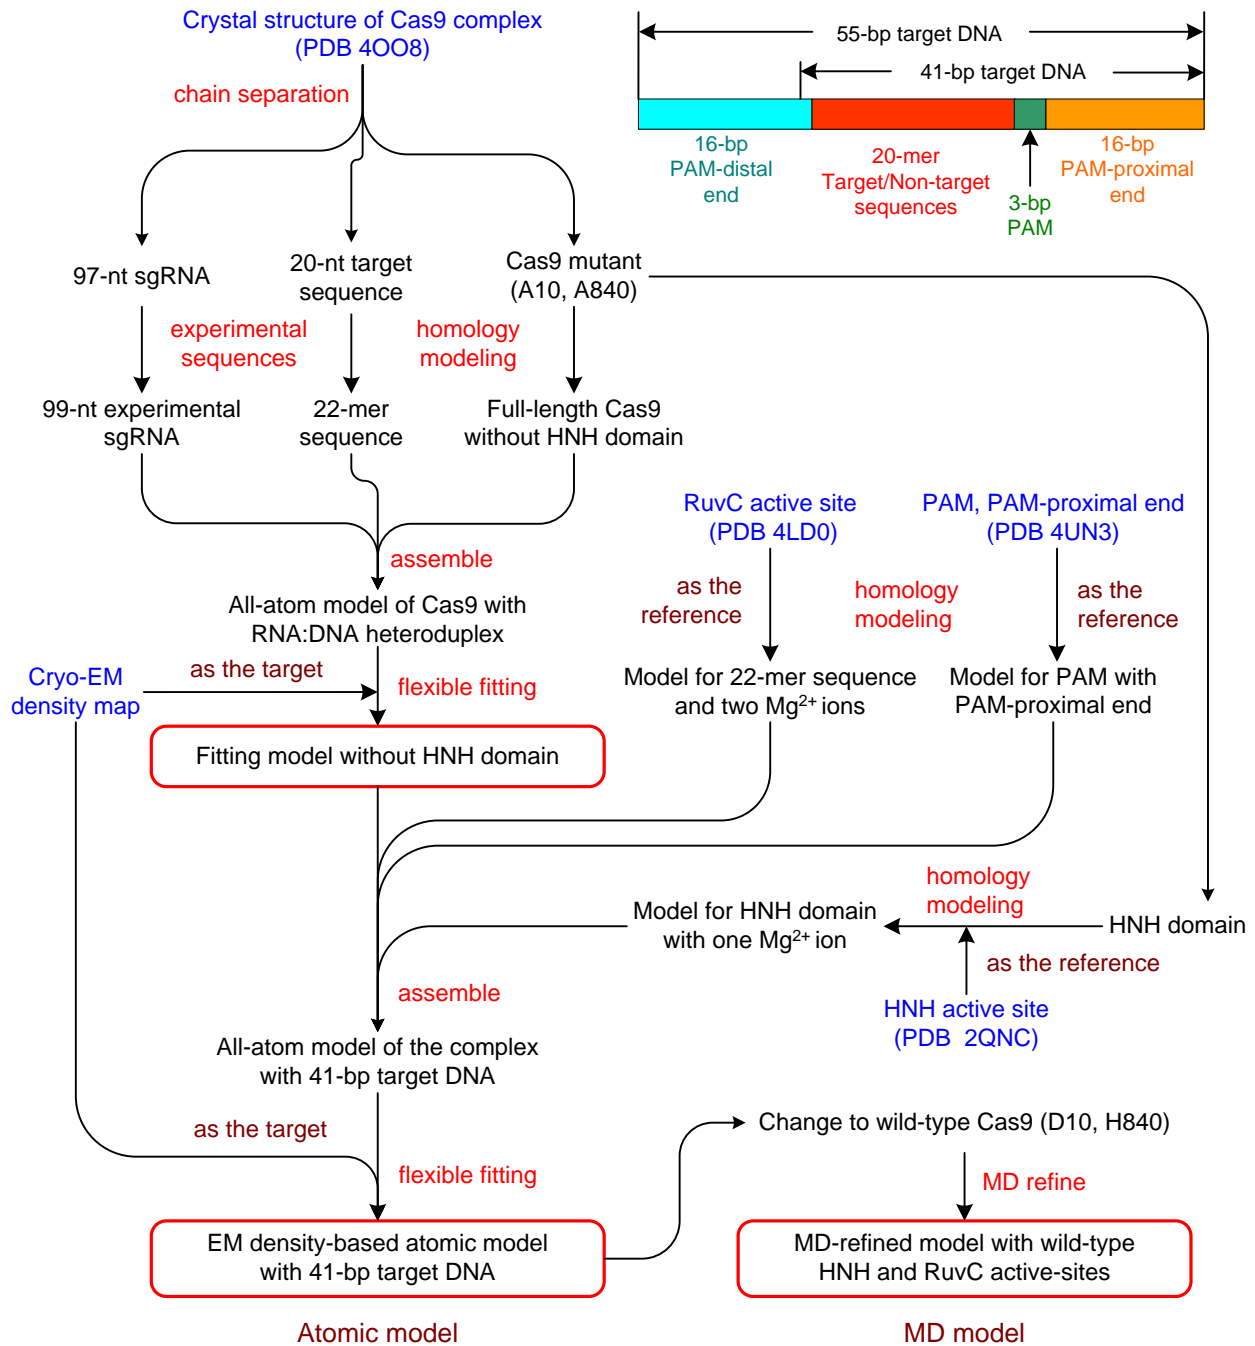 Crystal structure of Cas9 complex
(PDB 4OO8)
chain separation
55-bp target DNA
41-bp target DNA
16-bp
PAM-distal
end
20-mer
Target/Non-target
sequences
3-bp
PAM
16-bp
PAM-proximal
end
97-nt sgRNA
20-nt target
sequence
Cas9 mutant
(A10, A840)
experimental
sequences
homology
modeling
99-nt experimental
sgRNA
22-mer
sequence
Full-length Cas9
without HNH domain
RuvC active site
(PDB 4LD0)
PAM, PAM-proximal end
(PDB 4UN3)
assemble
as the
reference
homology
modeling
as the
reference
All-atom model of Cas9 with
RNA:DNA heteroduplex
Cryo-EM
density map
as the target
flexible fitting
Model for 22-mer sequence
and two Mg²⁺ ions
Model for PAM with
PAM-proximal end
Fitting model without HNH domain
homology
modeling
Model for HNH domain
with one Mg²⁺ ion
HNH domain
as the reference
HNH active site
(PDB 2QNC)
assemble
All-atom model of the complex
with 41-bp target DNA
as the target
flexible fitting
Change to wild-type Cas9 (D10, H840)
MD refine
EM density-based atomic model
with 41-bp target DNA
MD-refined model with wild-type
HNH and RuvC active-sites
Atomic model
MD model